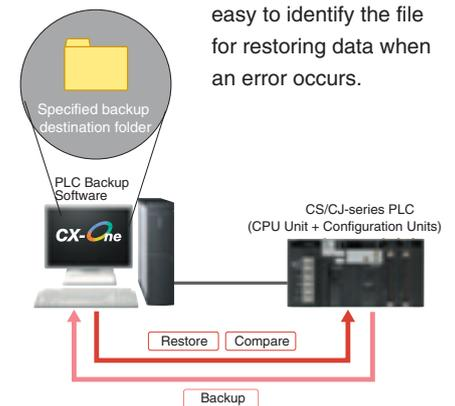 easy to identify the file
for restoring data when
an error occurs.
Specified backup
destination folder
PLC Backup
Software
CX-One
CS/CJ-series PLC
(CPU Unit + Configuration Units)
Restore
Compare
Backup